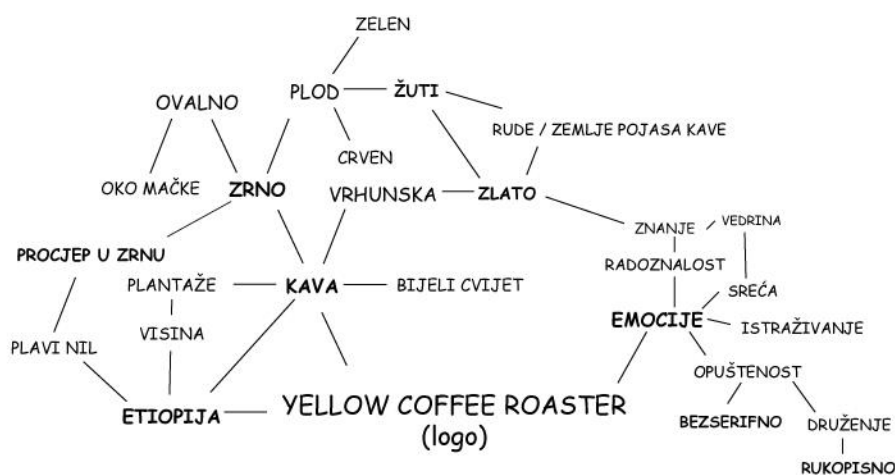 ZELEN
OVALNO
PLOD
ŽUTI
RUDE / ZEMLJE POJASA KAVE
CRVEN
OKO MAČKE
ZRNO
VRHUNSKA
ZLATO
ZNANJE
VEDRINA
PROCJEP U ZRNU
RADOZNALOST
PLANTAŽE
KAVA
BIJELI CVIJET
SREĆA
EMOCIJE
ISTRAŽIVANJE
VISINA
PLAVI NIL
OPUŠTENOST
YELLOW COFFEE ROASTER
(logo)
ETIOPIJA
BEZSERIFNO
DRUŽENJE
RUKOPISNO